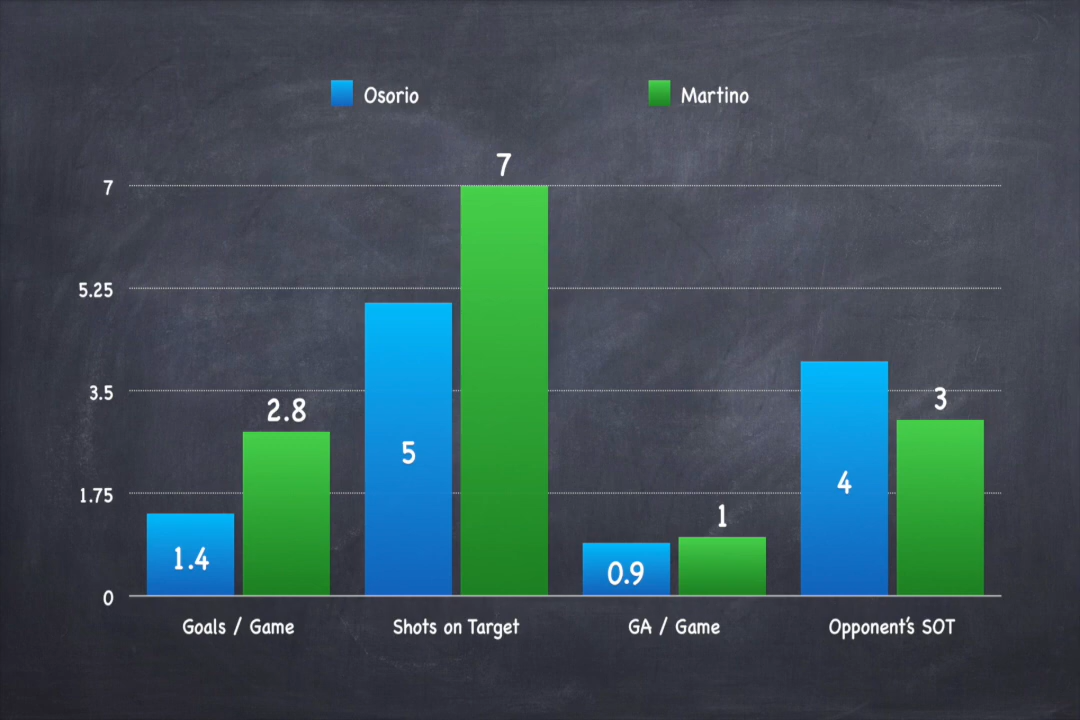 Osorio
Martino
7
5.25
3.5
1.75
0
1.4
2.8
5
7
0.9
1
4
3
Goals / Game
Shots on Target
GA / Game
Opponent's SOT